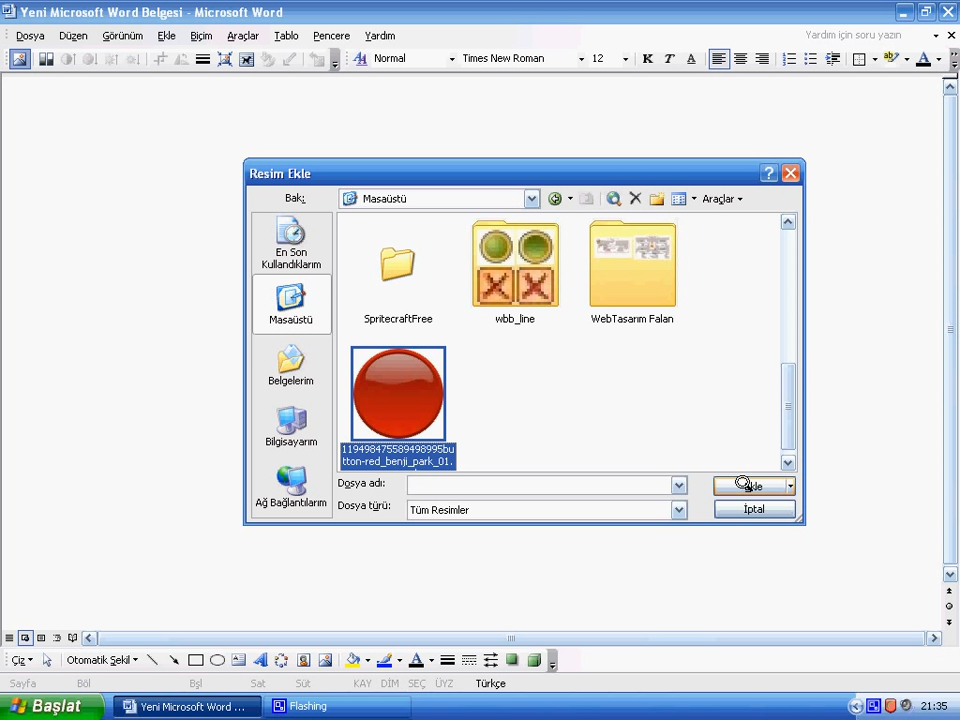 Yeni Microsoft Word Belgesi - Microsoft Word
Dosya Düzen Görünüm Ekle Biçim Araçlar Tablo Pencere Yardım
Yardım için soru yazın
Normal Times New Roman 12 K T A
Resim Ekle
Bak: Masaüstü Araçlar
En Son
Kullandıklarım
Masaüstü
Belgelerim
Bilgisayarım
Ağ Bağlantılarım
SpritecraftFree wbb_line WebTasarım Falan
119498475589498995bu
tton-red_benji_park_01.
Dosya adı:
Dosya türü: Tüm Resimler
İptal
Çiz Otomatik Şekil
Sayfa Böl Bşl Sat Süt KAY DİM SEÇ ÜYZ Türkçe
Başlat Yeni Microsoft Word ... Flashing 21:35